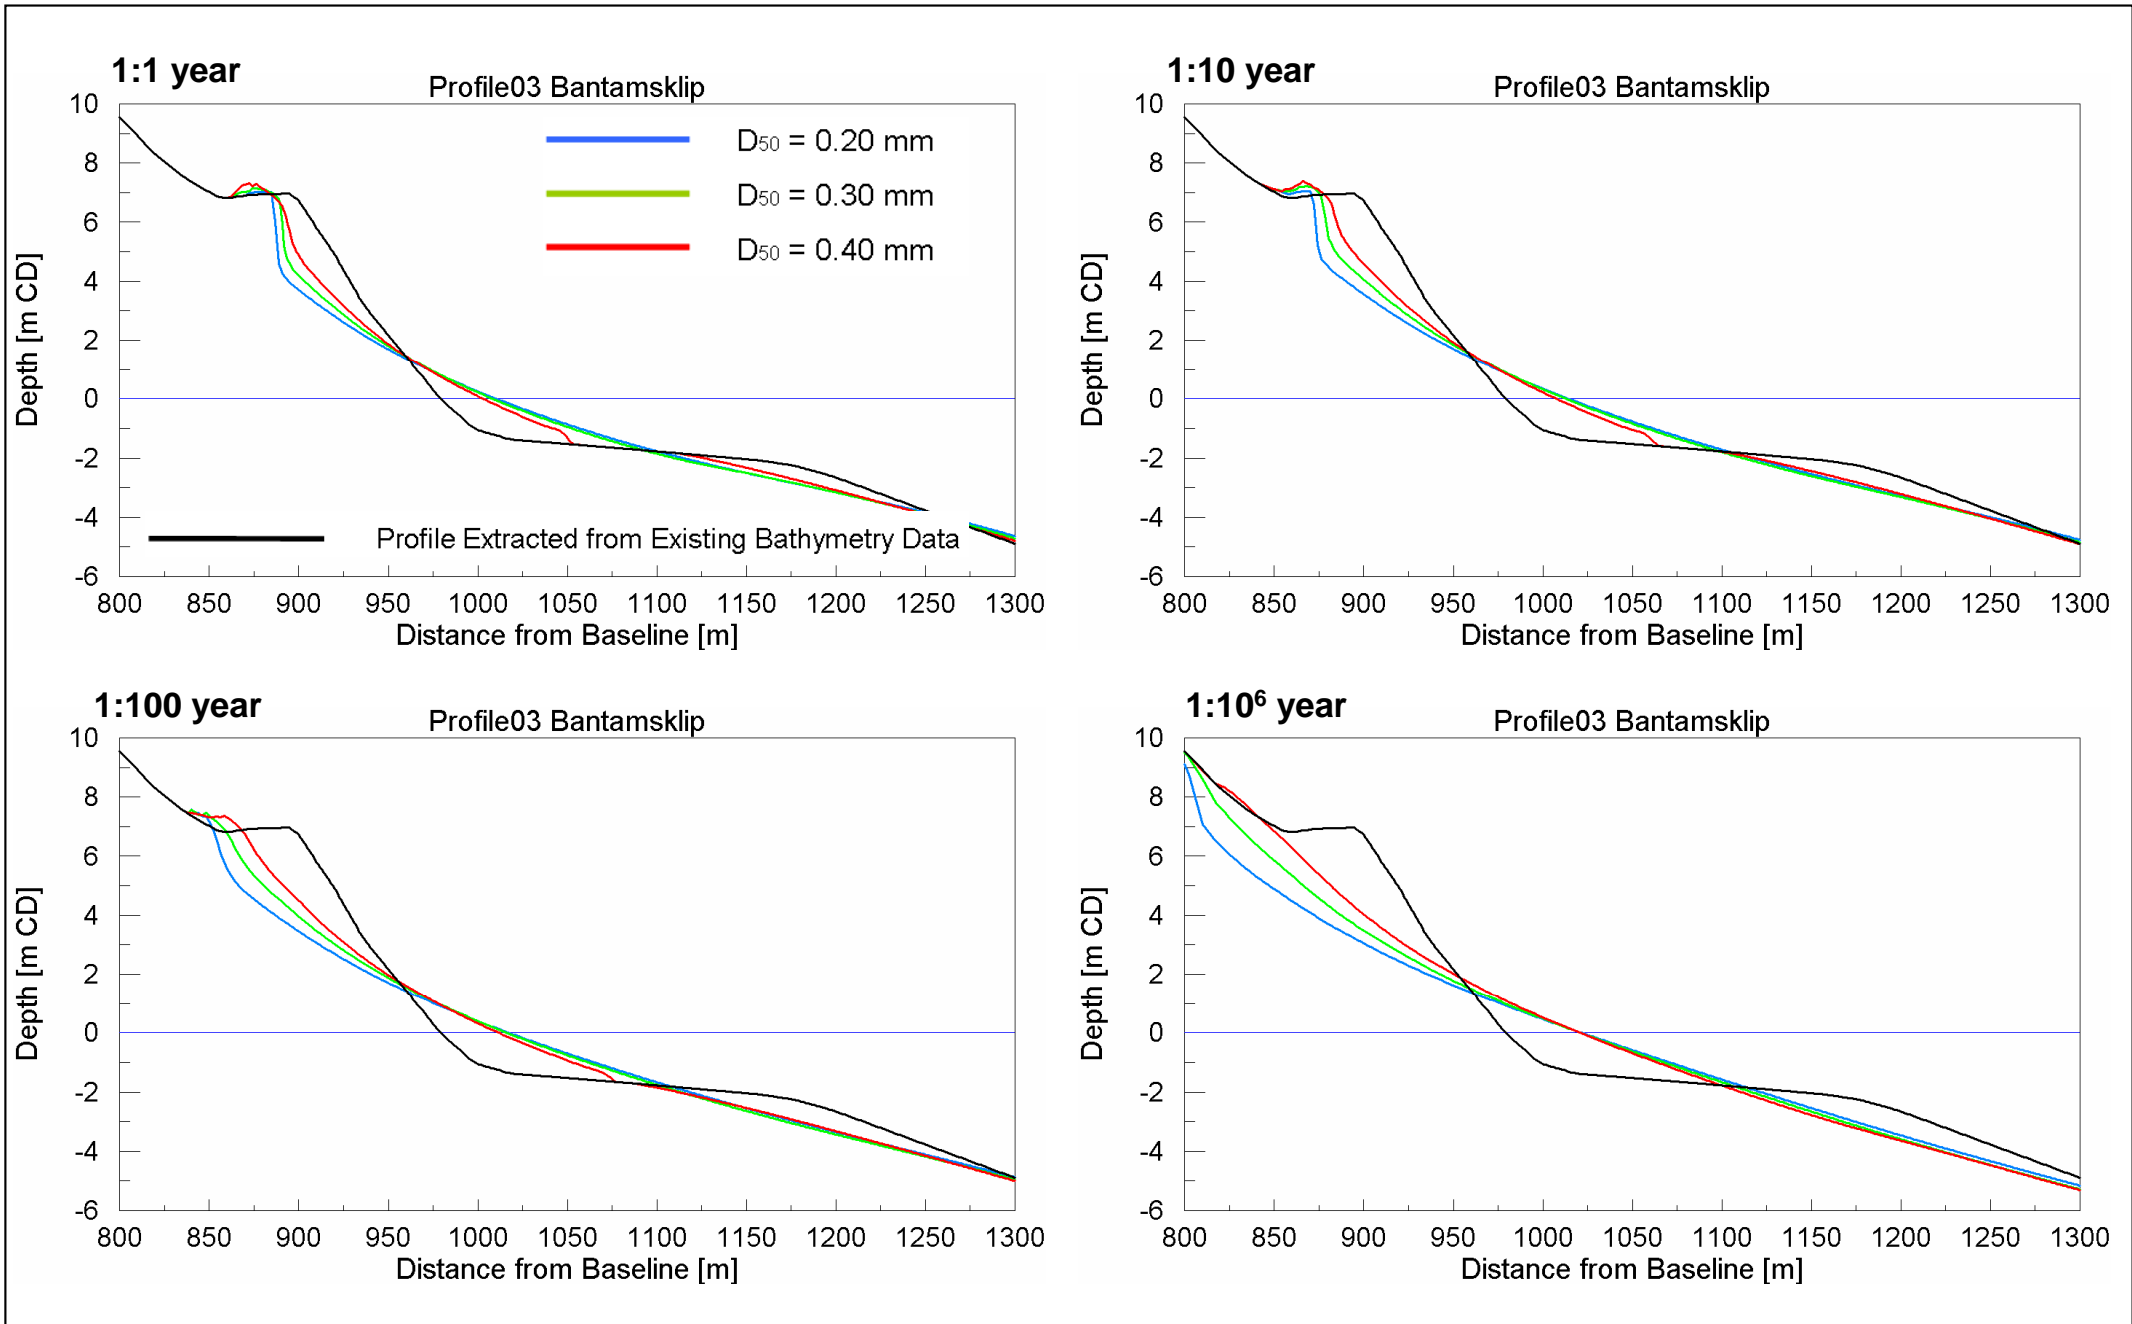 1:1 year
Profile03 Bantamsklip
10
8
6
4
2
0
-2
-4
-6
Depth [m CD]
D50 = 0.20 mm
D50 = 0.30 mm
D50 = 0.40 mm
Profile Extracted from Existing Bathymetry Data
800 850 900 950 1000 1050 1100 1150 1200 1250 1300
Distance from Baseline [m]
1:10 year
Profile03 Bantamsklip
10
8
6
4
2
0
-2
-4
-6
Depth [m CD]
800 850 900 950 1000 1050 1100 1150 1200 1250 1300
Distance from Baseline [m]
1:100 year
Profile03 Bantamsklip
10
8
6
4
2
0
-2
-4
-6
Depth [m CD]
800 850 900 950 1000 1050 1100 1150 1200 1250 1300
Distance from Baseline [m]
1:10⁶ year
Profile03 Bantamsklip
10
8
6
4
2
0
-2
-4
-6
Depth [m CD]
800 850 900 950 1000 1050 1100 1150 1200 1250 1300
Distance from Baseline [m]